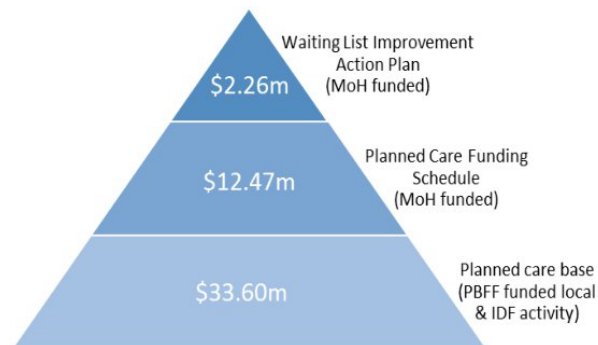 Waiting List Improvement
Action Plan
(MoH funded)
$2.26m
Planned Care Funding
Schedule
(MoH funded)
$12.47m
Planned care base
(PBFF funded local
& IDF activity)
$33.60m